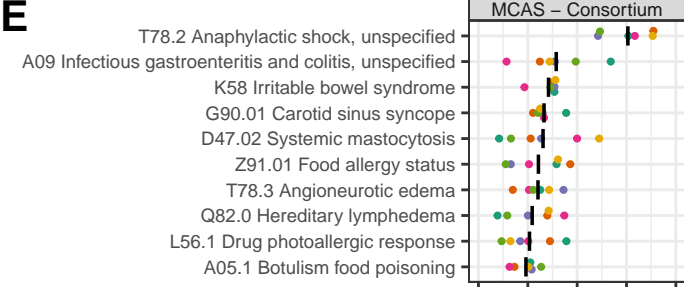 E
MCAS – Consortium
T78.2 Anaphylactic shock, unspecified
A09 Infectious gastroenteritis and colitis, unspecified
K58 Irritable bowel syndrome
G90.01 Carotid sinus syncope
D47.02 Systemic mastocytosis
Z91.01 Food allergy status
T78.3 Angioneurotic edema
Q82.0 Hereditary lymphedema
L56.1 Drug photoallergic response
A05.1 Botulism food poisoning